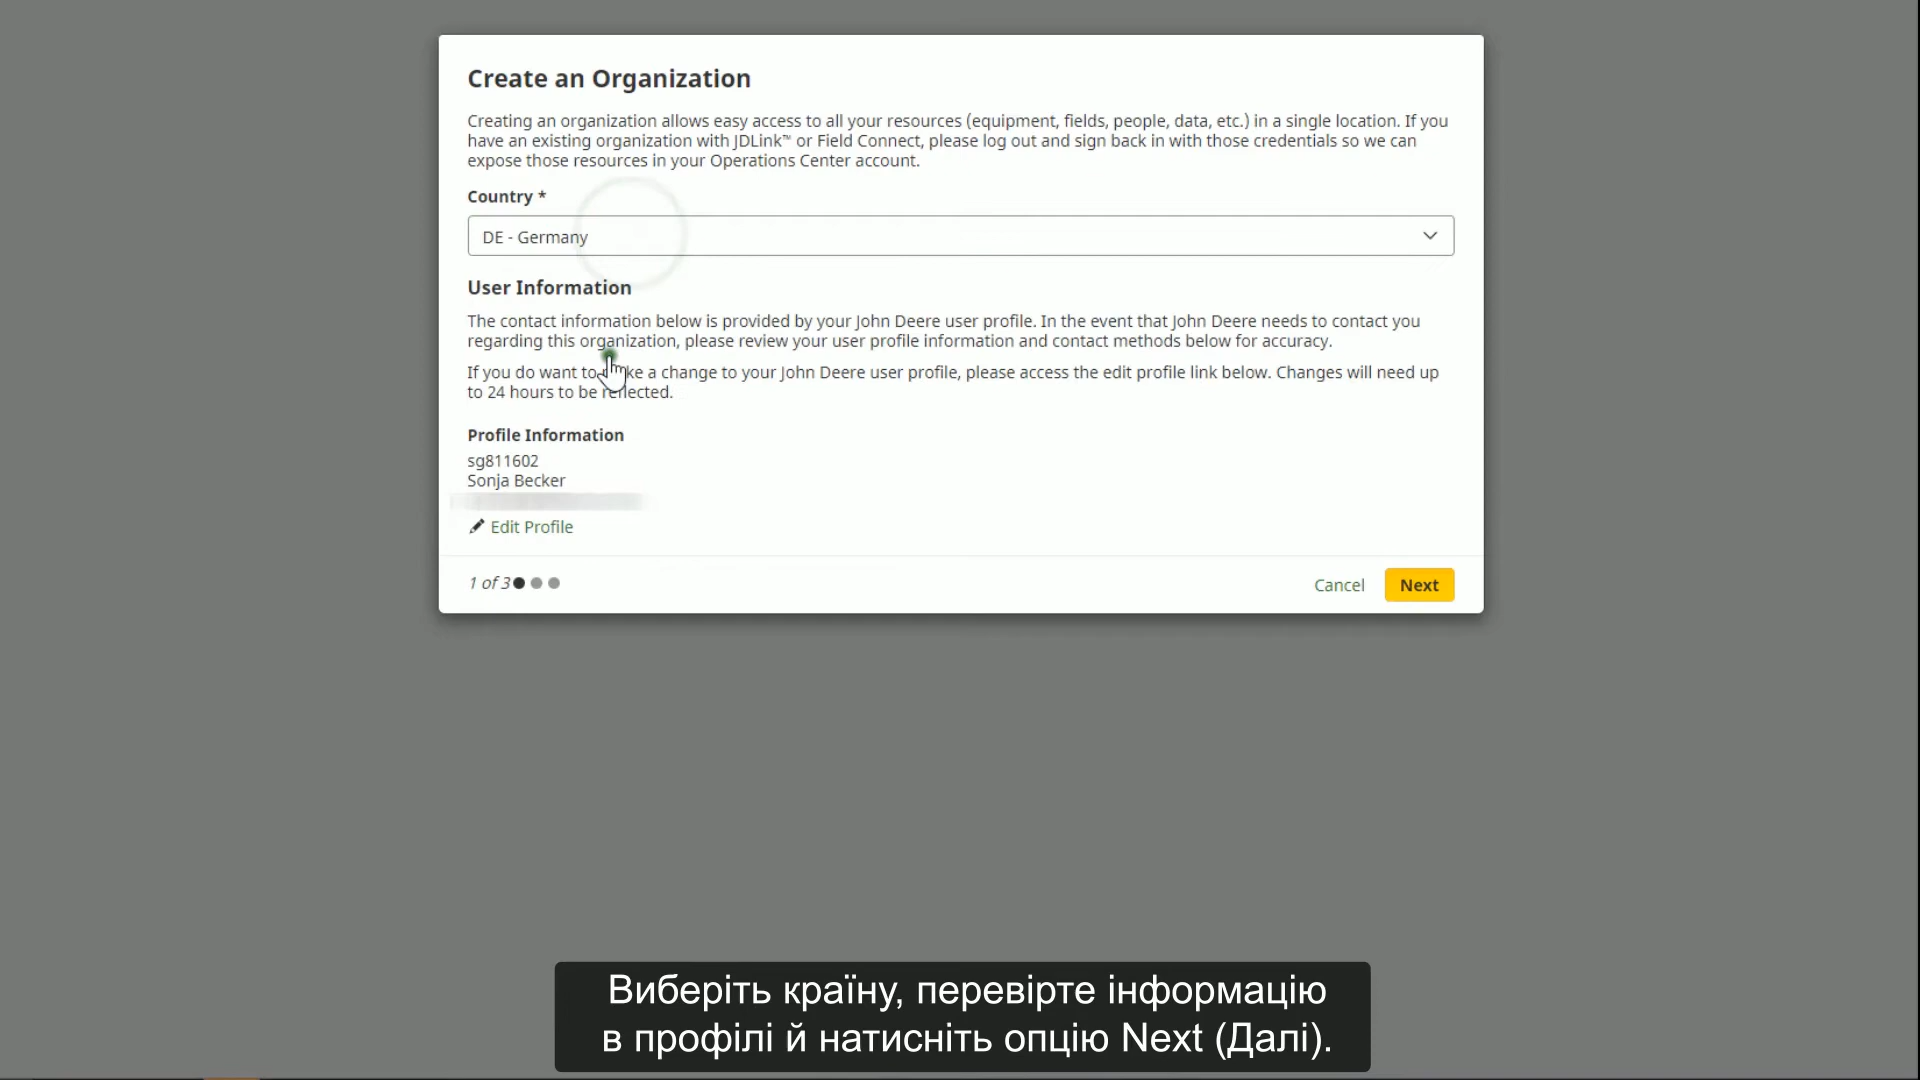 Create an Organization
Creating an organization allows easy access to all your resources (equipment, fields, people, data, etc.) in a single location. If you
have an existing organization with JDLink™ or Field Connect, please log out and sign back in with those credentials so we can
expose those resources in your Operations Center account.
Country *
DE - Germany
User Information
The contact information below is provided by your John Deere user profile. In the event that John Deere needs to contact you
regarding this organization, please review your user profile information and contact methods below for accuracy.
If you do want to make a change to your John Deere user profile, please access the edit profile link below. Changes will need up
to 24 hours to be reflected.
Profile Information
sg811602
Sonja Becker
Edit Profile
1 of 3
Cancel
Next
Виберіть країну, перевірте інформацію
в профілі й натисніть опцію Next (Далі).